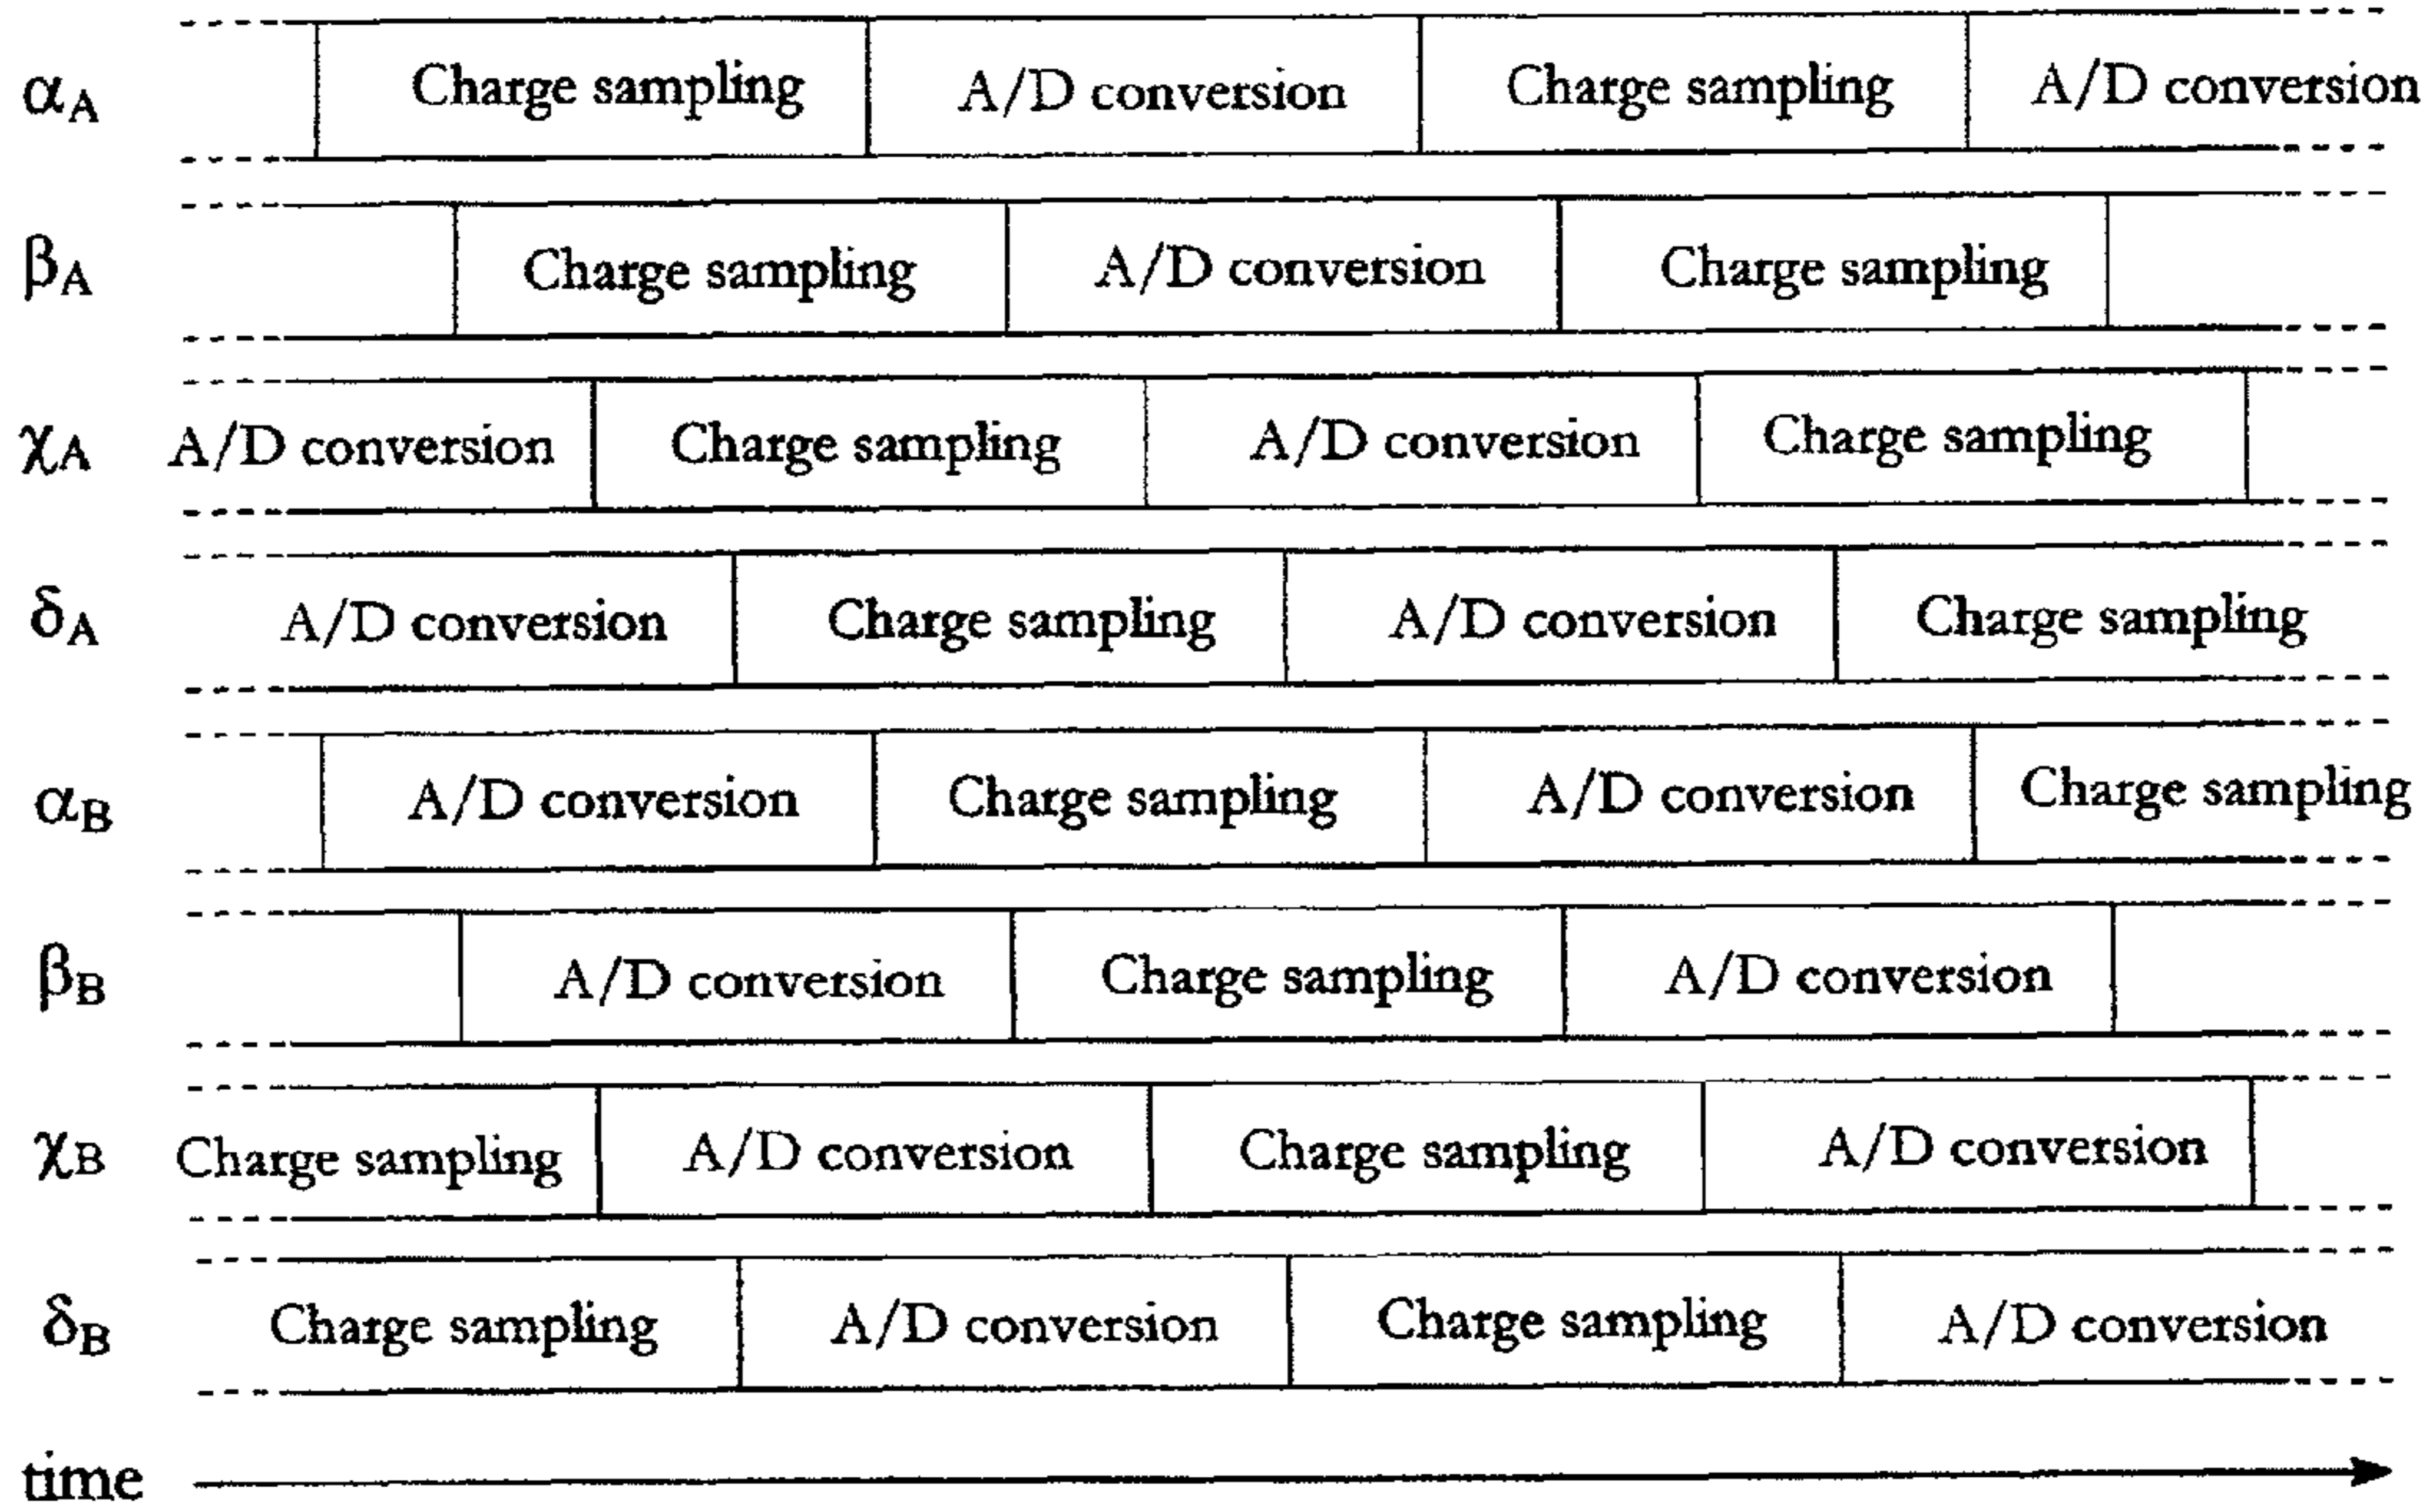 αA Charge sampling A/D conversion Charge sampling A/D conversion
βA Charge sampling A/D conversion Charge sampling
χA A/D conversion Charge sampling A/D conversion Charge sampling
δA A/D conversion Charge sampling A/D conversion Charge sampling
αB A/D conversion Charge sampling A/D conversion Charge sampling
βB A/D conversion Charge sampling A/D conversion
χB Charge sampling A/D conversion Charge sampling A/D conversion
δB Charge sampling A/D conversion Charge sampling A/D conversion
time